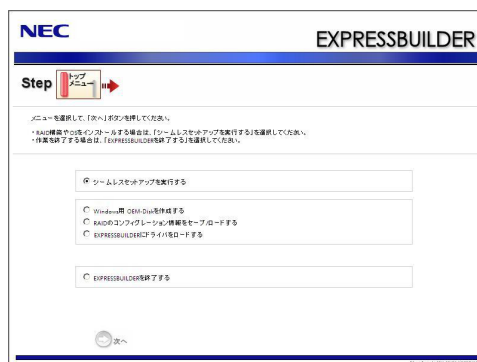 NEC
EXPRESSBUILDER
Step
トップ
メニュー
メニューを選択して、「次へ」ボタンを押してください。
・RAID構築やOSをインストールする場合は、「シームレスセットアップを実行する」を選択してください。
・作業を終了する場合は、「EXPRESSBUILDERを終了する」を選択してください。
シームレスセットアップを実行する
Windows用 OEM-Diskを作成する
RAIDのコンフィグレーション情報をセーブ/ロードする
EXPRESSBUILDERにドライバをロードする
EXPRESSBUILDERを終了する
次へ